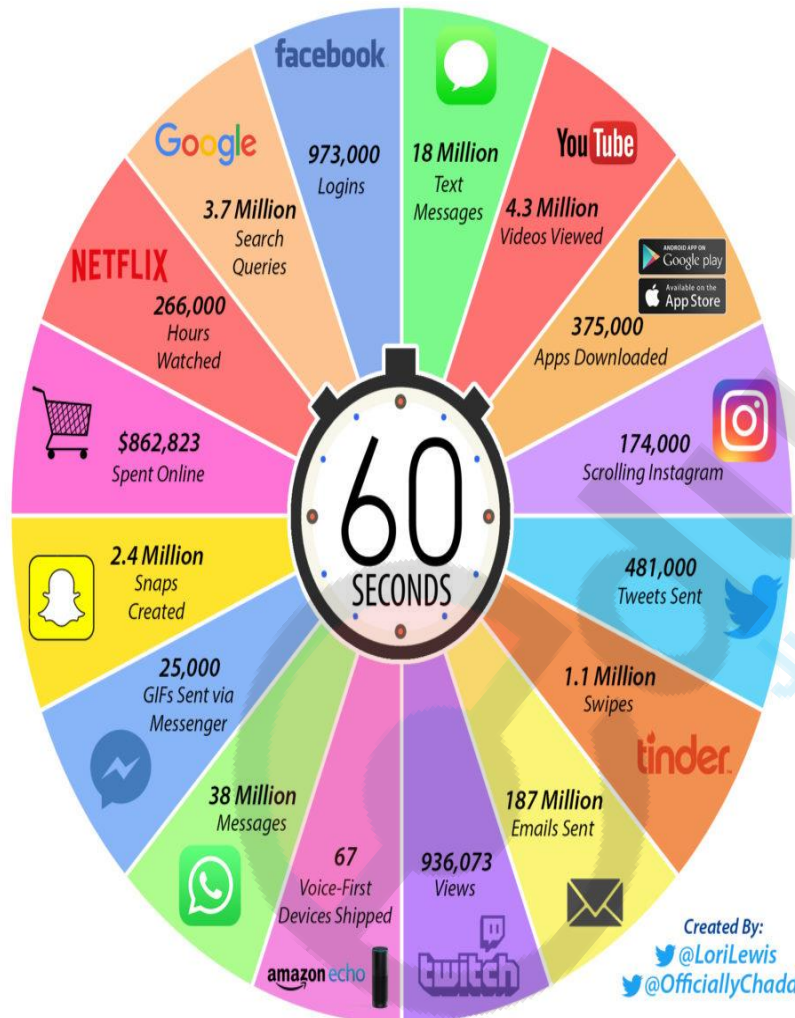 facebook
973,000
Logins
18 Million
Text
Messages
YouTube
4.3 Million
Videos Viewed
ANDROID APP ON
Google play
Available on the
App Store
375,000
Apps Downloaded
174,000
Scrolling Instagram
481,000
Tweets Sent
1.1 Million
Swipes
tinder
187 Million
Emails Sent
936,073
Views
twitch
67
Voice-First
Devices Shipped
amazon echo
38 Million
Messages
25,000
GIFs Sent via
Messenger
2.4 Million
Snaps
Created
$862,823
Spent Online
NETFLIX
266,000
Hours
Watched
Google
3.7 Million
Search
Queries
60
SECONDS
Created By:
@LoriLewis
@OfficiallyChadd